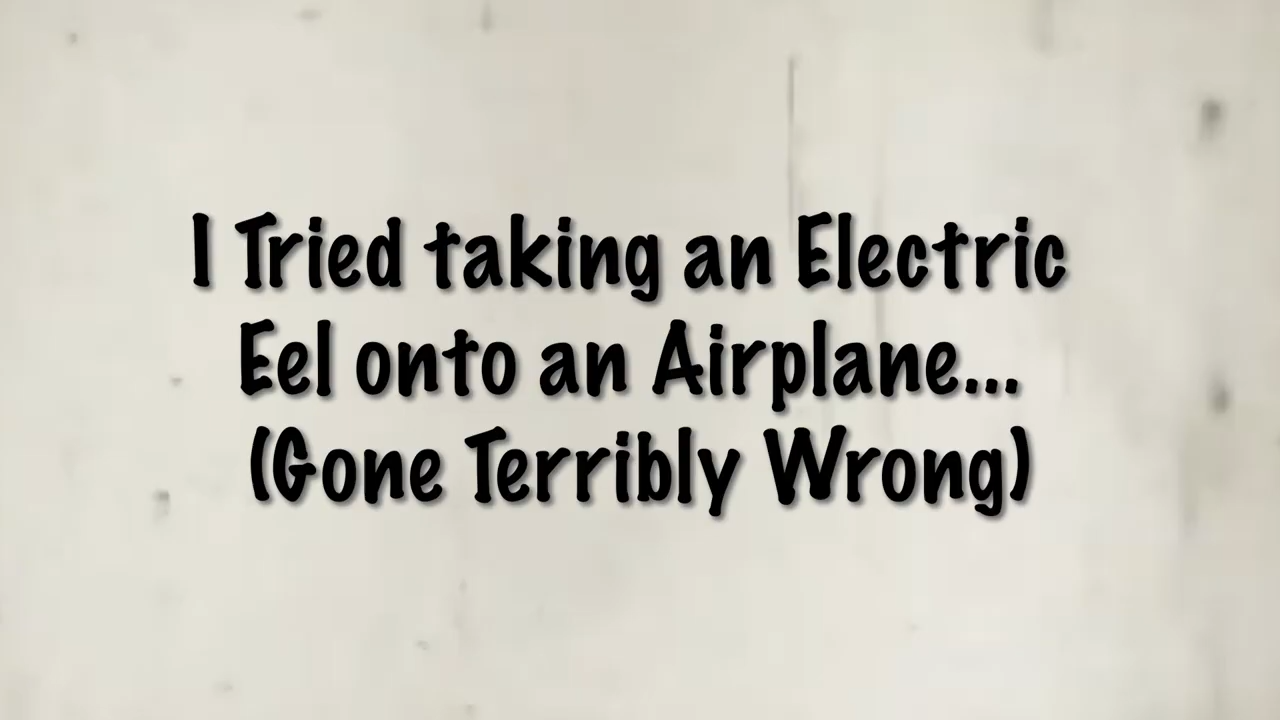 I Tried taking an Electric
Eel onto an Airplane...
(Gone Terribly Wrong)